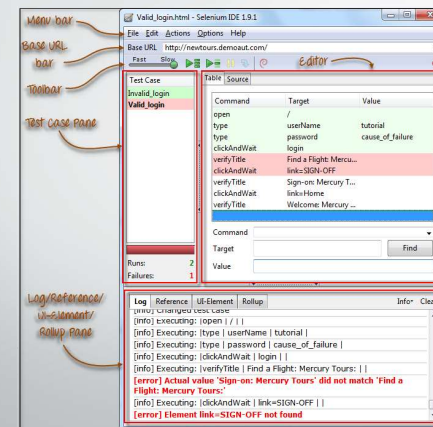 Valid_login.html - Selenium IDE 1.9.1
Menu bar
File Edit Actions Options Help
Base URL bar
Base URL http://newtours.demoaut.com/
Toolbar
Fast Slow
Editor
Test Case Pane
Test Case
Invalid_login
Valid_login
Runs: 2
Failures: 1
Table Source
Command Target Value
open /
type userName tutorial
type password cause_of_failure
clickAndWait login
verifyTitle Find a Flight: Mercu...
clickAndWait link=SIGN-OFF
verifyTitle Sign-on: Mercury T...
clickAndWait link=Home
verifyTitle Welcome: Mercury ...
Command
Target Find
Value
Log/Reference/
UI-Element/
Rollup Pane
Log Reference UI-Element Rollup Info Clea
[info] Changed test case
[info] Executing: |open | / | |
[info] Executing: |type | userName | tutorial |
[info] Executing: |type | password | cause_of_failure |
[info] Executing: |clickAndWait | login | |
[info] Executing: |verifyTitle | Find a Flight: Mercury Tours: | |
[error] Actual value 'Sign-on: Mercury Tours' did not match 'Find a
Flight: Mercury Tours:'
[info] Executing: |clickAndWait | link=SIGN-OFF | |
[error] Element link=SIGN-OFF not found